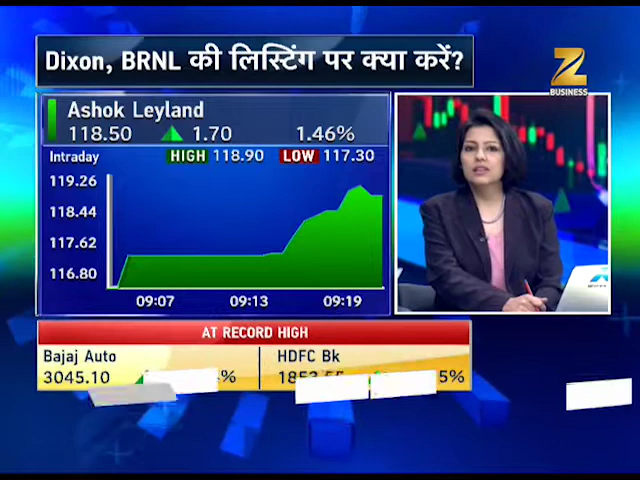 Dixon, BRNL की लिस्टिंग पर क्या करें?
Z
BUSINESS
Ashok Leyland
118.50 1.70 1.46%
Intraday HIGH 118.90 LOW 117.30
119.26
118.44
117.62
116.80
09:07 09:13 09:19
AT RECORD HIGH
Bajaj Auto HDFC Bk
3045.10 % 5%